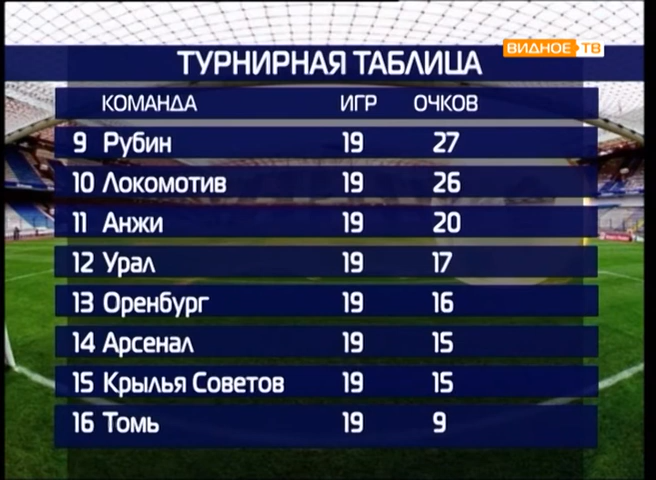 ВИДНОЕ ТВ
ТУРНИРНАЯ ТАБЛИЦА
КОМАНДА ИГР ОЧКОВ
9 Рубин 19 27
10 Локомотив 19 26
11 Анжи 19 20
12 Урал 19 17
13 Оренбург 19 16
14 Арсенал 19 15
15 Крылья Советов 19 15
16 Томь 19 9